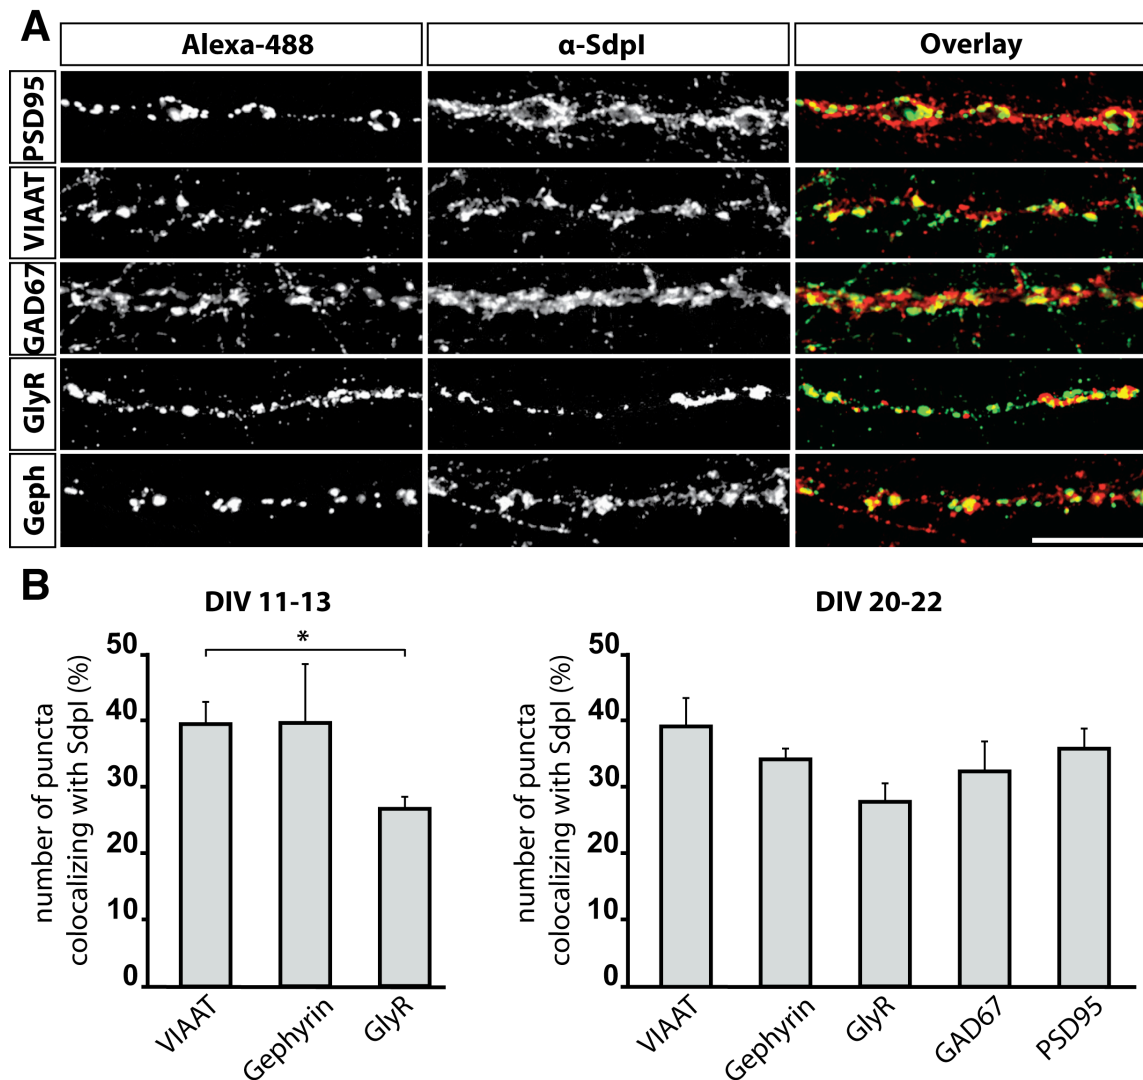 A
Alexa-488
α-SdpI
Overlay
PSD95
VIAAT
GAD67
GlyR
Geph
B
DIV 11-13
*
number of puncta
colocalizing with SdpI (%)
50
40
30
20
10
0
VIAAT
Gephyrin
GlyR
DIV 20-22
number of puncta
colocalizing with SdpI (%)
50
40
30
20
10
0
VIAAT
Gephyrin
GlyR
GAD67
PSD95